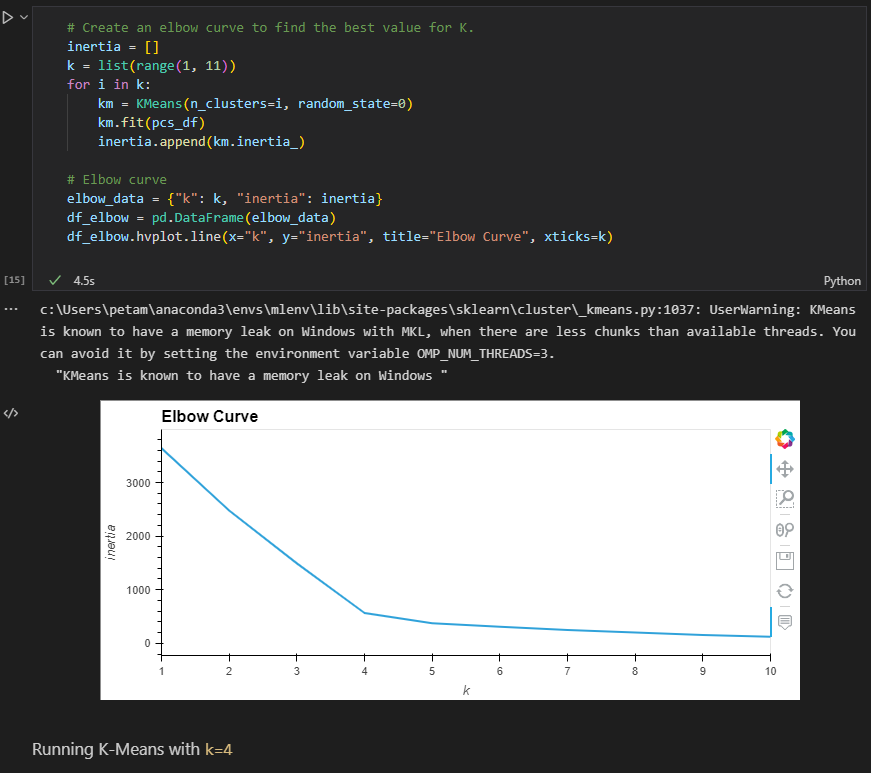 # Create an elbow curve to find the best value for K.
inertia = []
k = list(range(1, 11))
for i in k:
    km = KMeans(n_clusters=i, random_state=0)
    km.fit(pcs_df)
    inertia.append(km.inertia_)
# Elbow curve
elbow_data = {"k": k, "inertia": inertia}
df_elbow = pd.DataFrame(elbow_data)
df_elbow.hvplot.line(x="k", y="inertia", title="Elbow Curve", xticks=k)
[15] 4.5s Python
c:\Users\petam\anaconda3\envs\mlenv\lib\site-packages\sklearn\cluster\_kmeans.py:1037: UserWarning: KMeans
is known to have a memory leak on Windows with MKL, when there are less chunks than available threads. You
can avoid it by setting the environment variable OMP_NUM_THREADS=3.
  "KMeans is known to have a memory leak on Windows "
Elbow Curve
3000
2000
inertia
1000
0
1 2 3 4 5 6 7 8 9 10
k
Running K-Means with k=4